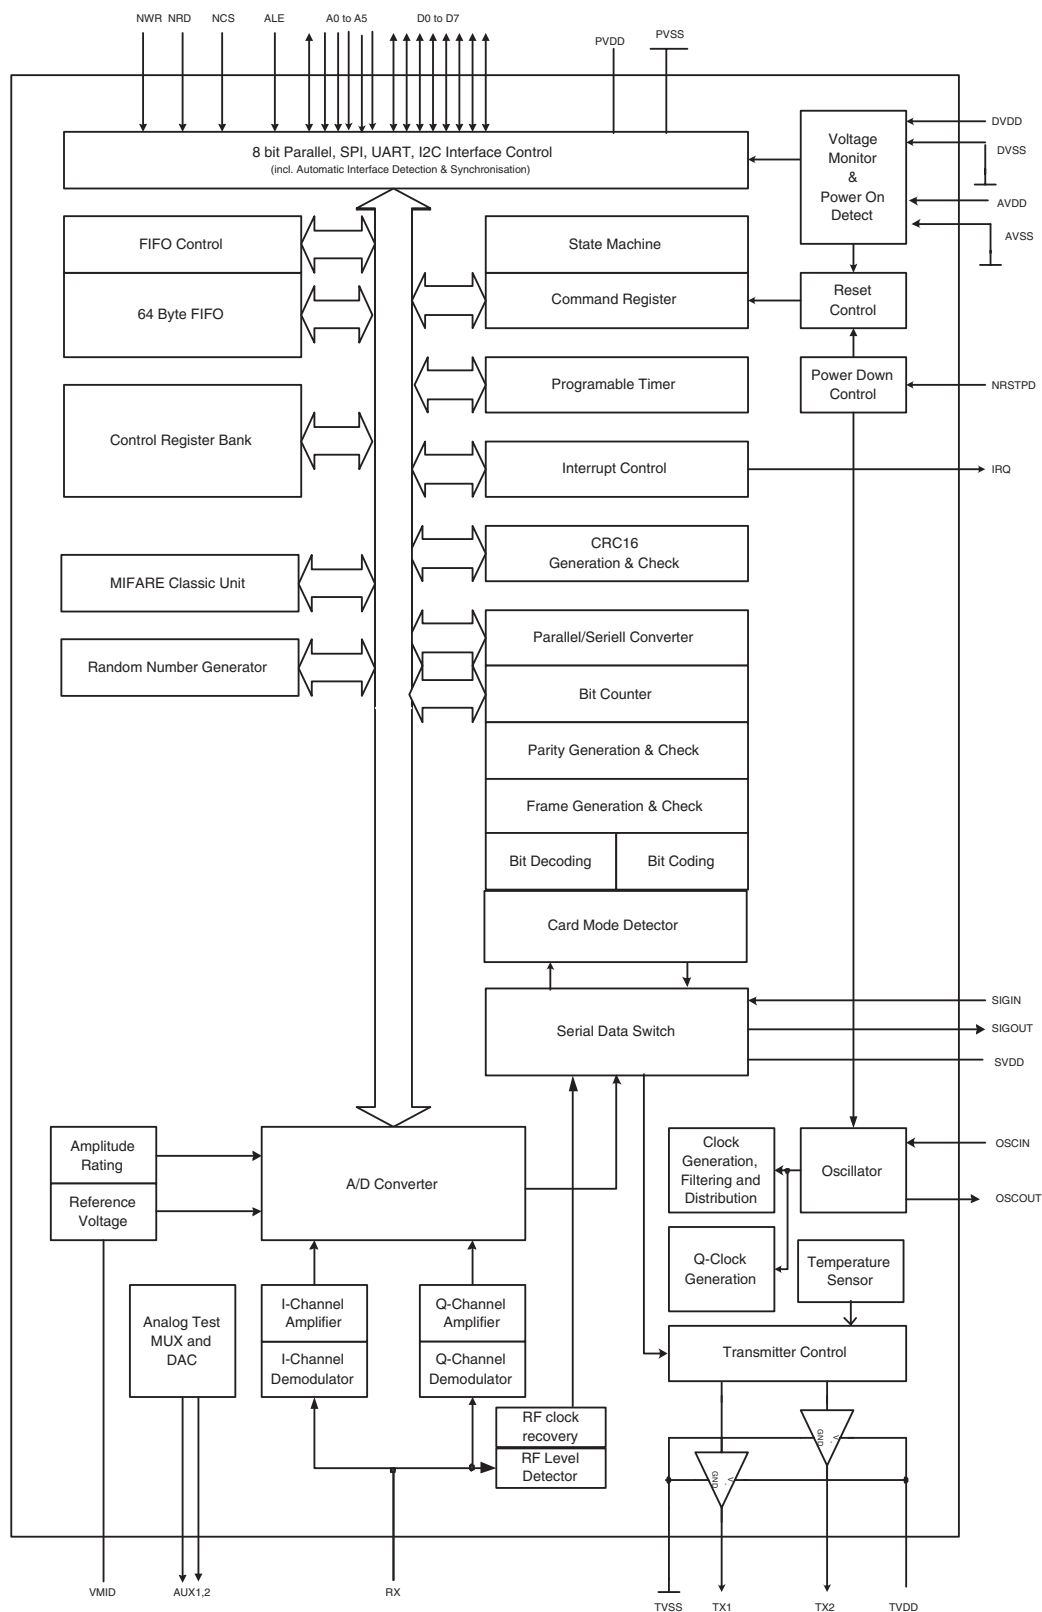 NWR NRD NCS ALE A0 to A5 D0 to D7
PVDD PVSS
8 bit Parallel, SPI, UART, I2C Interface Control
(incl. Automatic Interface Detection & Synchronisation)
Voltage
Monitor
&
Power On
Detect
DVDD
DVSS
AVDD
AVSS
FIFO Control
State Machine
64 Byte FIFO
Command Register
Reset
Control
Programable Timer
Power Down
Control
NRSTPD
Control Register Bank
Interrupt Control
IRQ
CRC16
Generation & Check
MIFARE Classic Unit
Parallel/Seriell Converter
Random Number Generator
Bit Counter
Parity Generation & Check
Frame Generation & Check
Bit Decoding
Bit Coding
Card Mode Detector
Serial Data Switch
SIGIN
SIGOUT
SVDD
Amplitude
Rating
Reference
Voltage
A/D Converter
Clock
Generation,
Filtering and
Distribution
Oscillator
OSCIN
OSCOUT
Q-Clock
Generation
Temperature
Sensor
Analog Test
MUX and
DAC
I-Channel
Amplifier
I-Channel
Demodulator
Q-Channel
Amplifier
Q-Channel
Demodulator
Transmitter Control
RF clock
recovery
RF Level
Detector
GND
V
GND
V
VMID
AUX1,2
RX
TVSS
TX1
TX2
TVDD